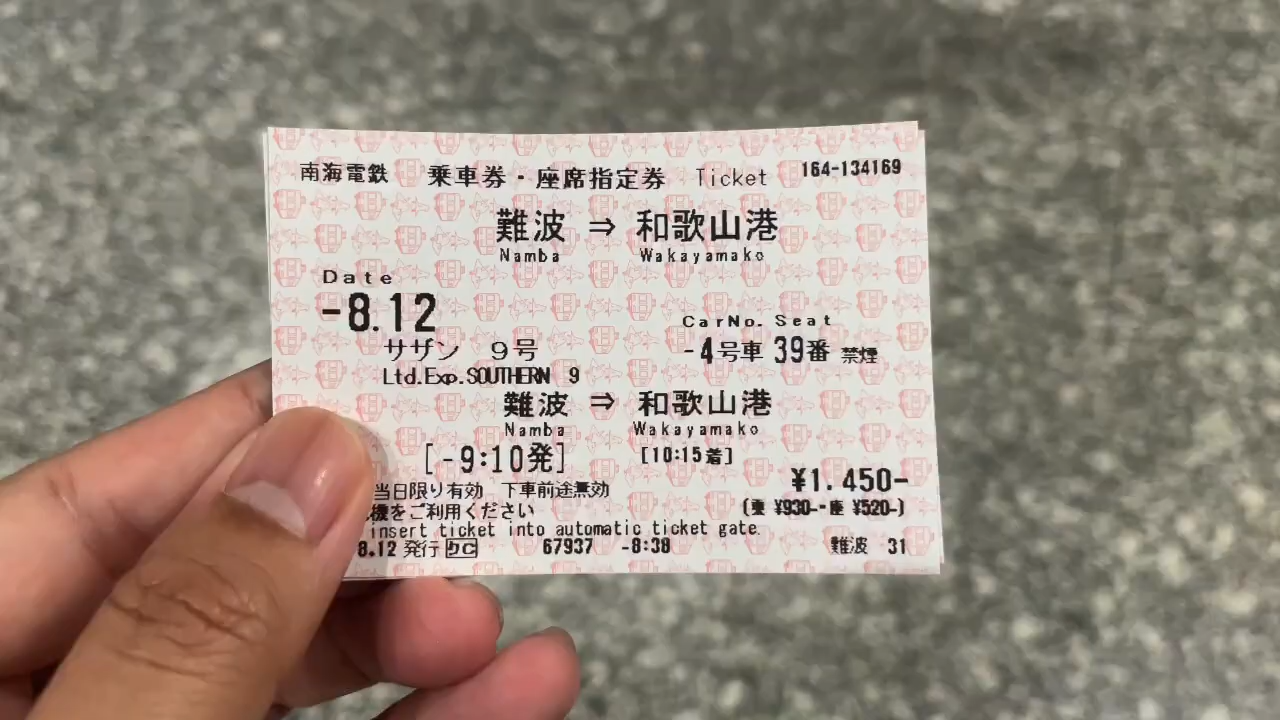 南海電鉄 乗車券・座席指定券 Ticket 164-134169
難波 ⇒ 和歌山港
Namba Wakayamako
Date
-8.12
CarNo. Seat
サザン 9号
-4号車 39番 禁煙
Ltd.Exp.SOUTHERN 9
難波 ⇒ 和歌山港
Namba Wakayamako
[-9:10発] [10:15着]
¥1.450-
当日限り有効 下車前途無効
(乗 ¥930-・座 ¥520-)
機をご利用ください
insert ticket into automatic ticket gate.
8.12 発行 67937 -8:38 難波 31